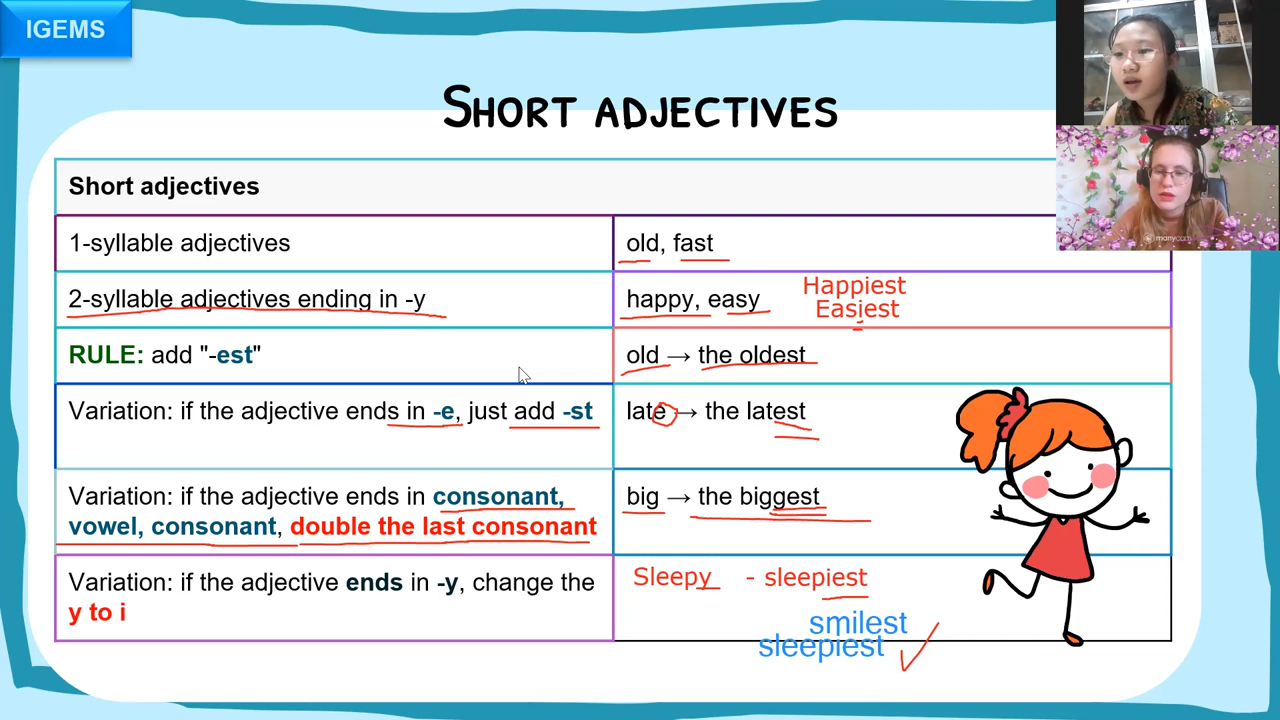 IGEMS
SHORT ADJECTIVES
Short adjectives
1-syllable adjectives
old, fast
2-syllable adjectives ending in -y
happy, easy
Happiest
Easiest
RULE: add "-est"
old → the oldest
Variation: if the adjective ends in -e, just add -st
late → the latest
Variation: if the adjective ends in consonant,
vowel, consonant, double the last consonant
big → the biggest
Variation: if the adjective ends in -y, change the
y to i
Sleepy - sleepiest
smilest
sleepiest
manycam